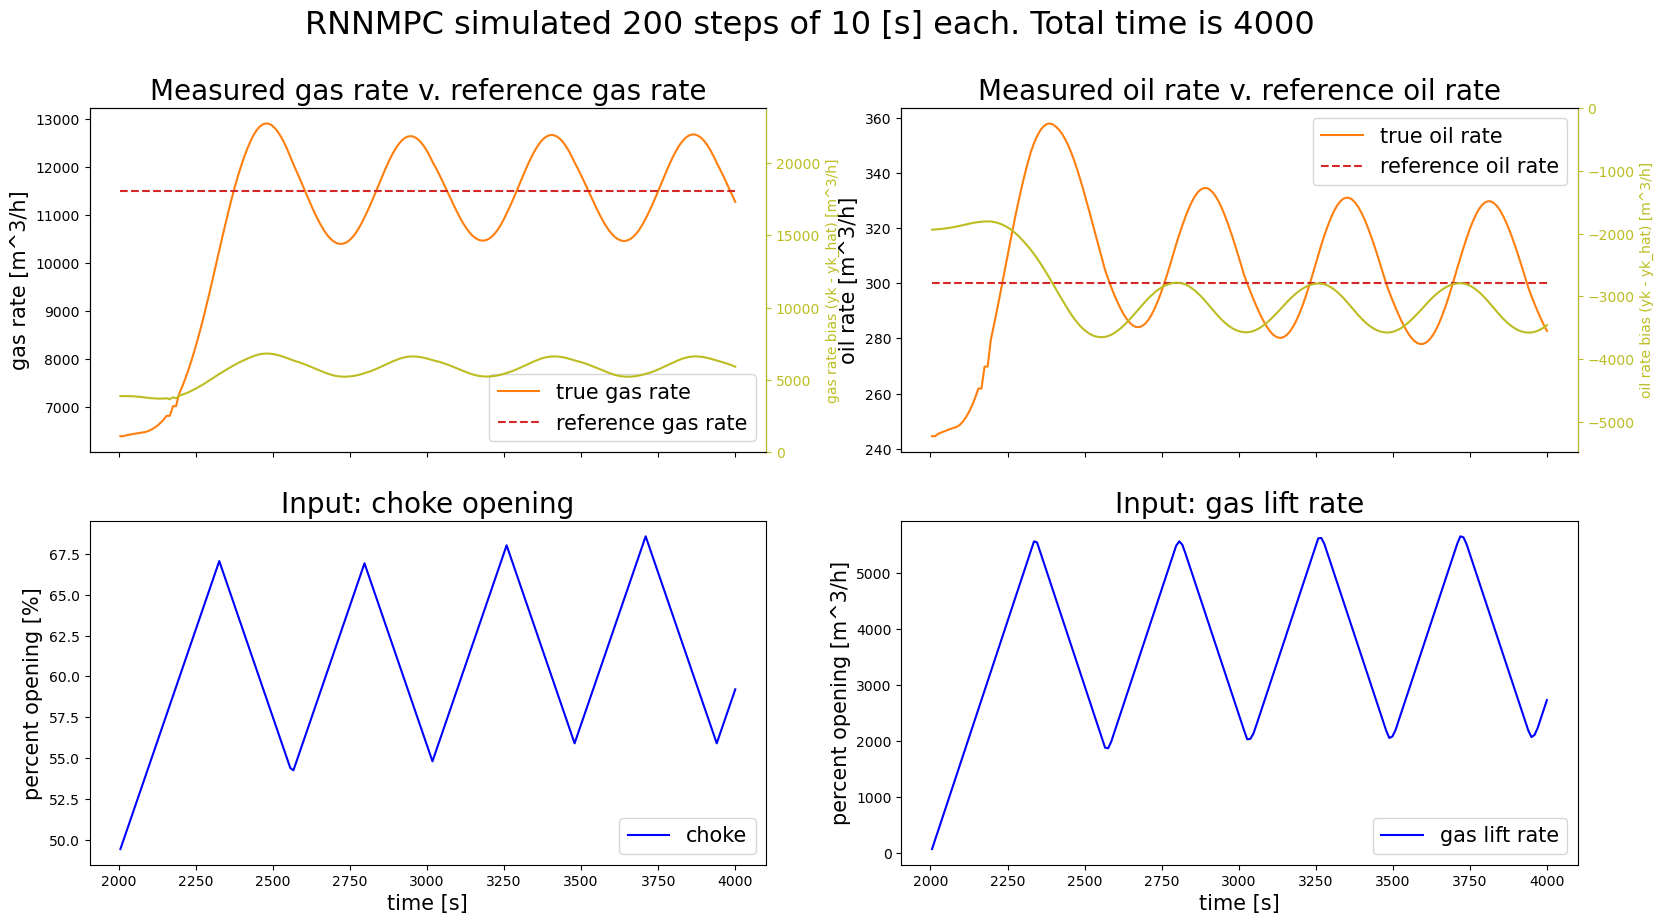 RNNMPC simulated 200 steps of 10 [s] each. Total time is 4000
Measured gas rate v. reference gas rate
gas rate [m^3/h]
13000
12000
11000
10000
9000
8000
7000
20000
15000
10000
5000
0
gas rate bias (yk - yk_hat) [m^3/h]
true gas rate
reference gas rate
Measured oil rate v. reference oil rate
oil rate [m^3/h]
360
340
320
300
280
260
240
0
−1000
−2000
−3000
−4000
−5000
oil rate bias (yk - yk_hat) [m^3/h]
true oil rate
reference oil rate
Input: choke opening
percent opening [%]
67.5
65.0
62.5
60.0
57.5
55.0
52.5
50.0
choke
2000 2250 2500 2750 3000 3250 3500 3750 4000
time [s]
Input: gas lift rate
percent opening [m^3/h]
5000
4000
3000
2000
1000
0
gas lift rate
2000 2250 2500 2750 3000 3250 3500 3750 4000
time [s]